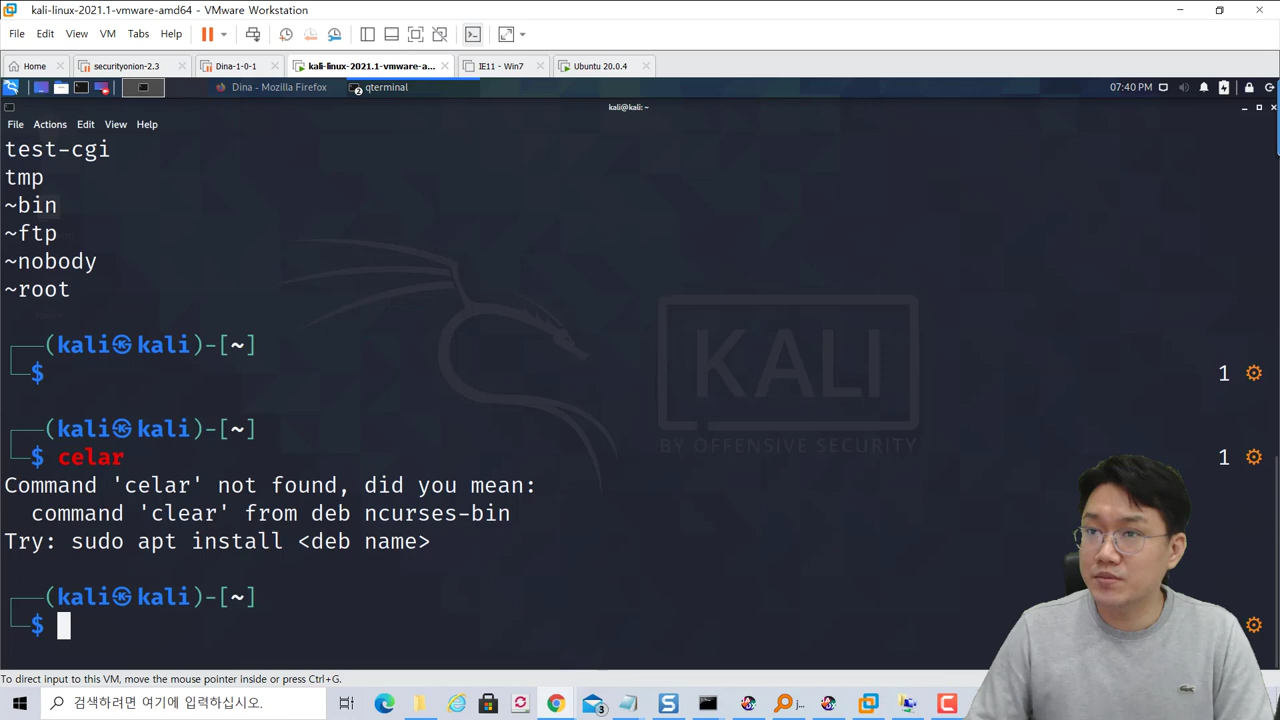 kali-linux-2021.1-vmware-amd64 - VMware Workstation
File Edit View VM Tabs Help
Home securityonion-2.3 Dina-1-0-1 kali-linux-2021.1-vmware-a... IE11 - Win7 Ubuntu 20.0.4
Dina - Mozilla Firefox 2 qterminal 07:40 PM
kali@kali: ~
File Actions Edit View Help
test-cgi
tmp
~bin
~ftp
~nobody
~root
KALI
BY OFFENSIVE SECURITY
┌──(kali㉿kali)-[~]
└─$ 1 ⚙
┌──(kali㉿kali)-[~]
└─$ celar 1 ⚙
Command 'celar' not found, did you mean:
command 'clear' from deb ncurses-bin
Try: sudo apt install <deb name>
┌──(kali㉿kali)-[~]
└─$
To direct input to this VM, move the mouse pointer inside or press Ctrl+G.
검색하려면 여기에 입력하십시오.
3 j...